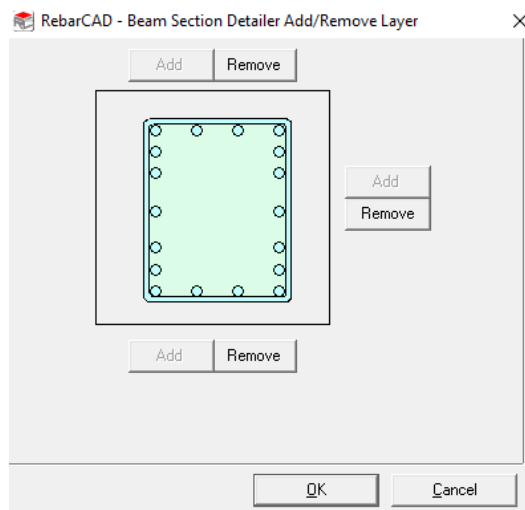 RebarCAD - Beam Section Detailer Add/Remove Layer
Add Remove
Add
Remove
Add Remove
OK Cancel